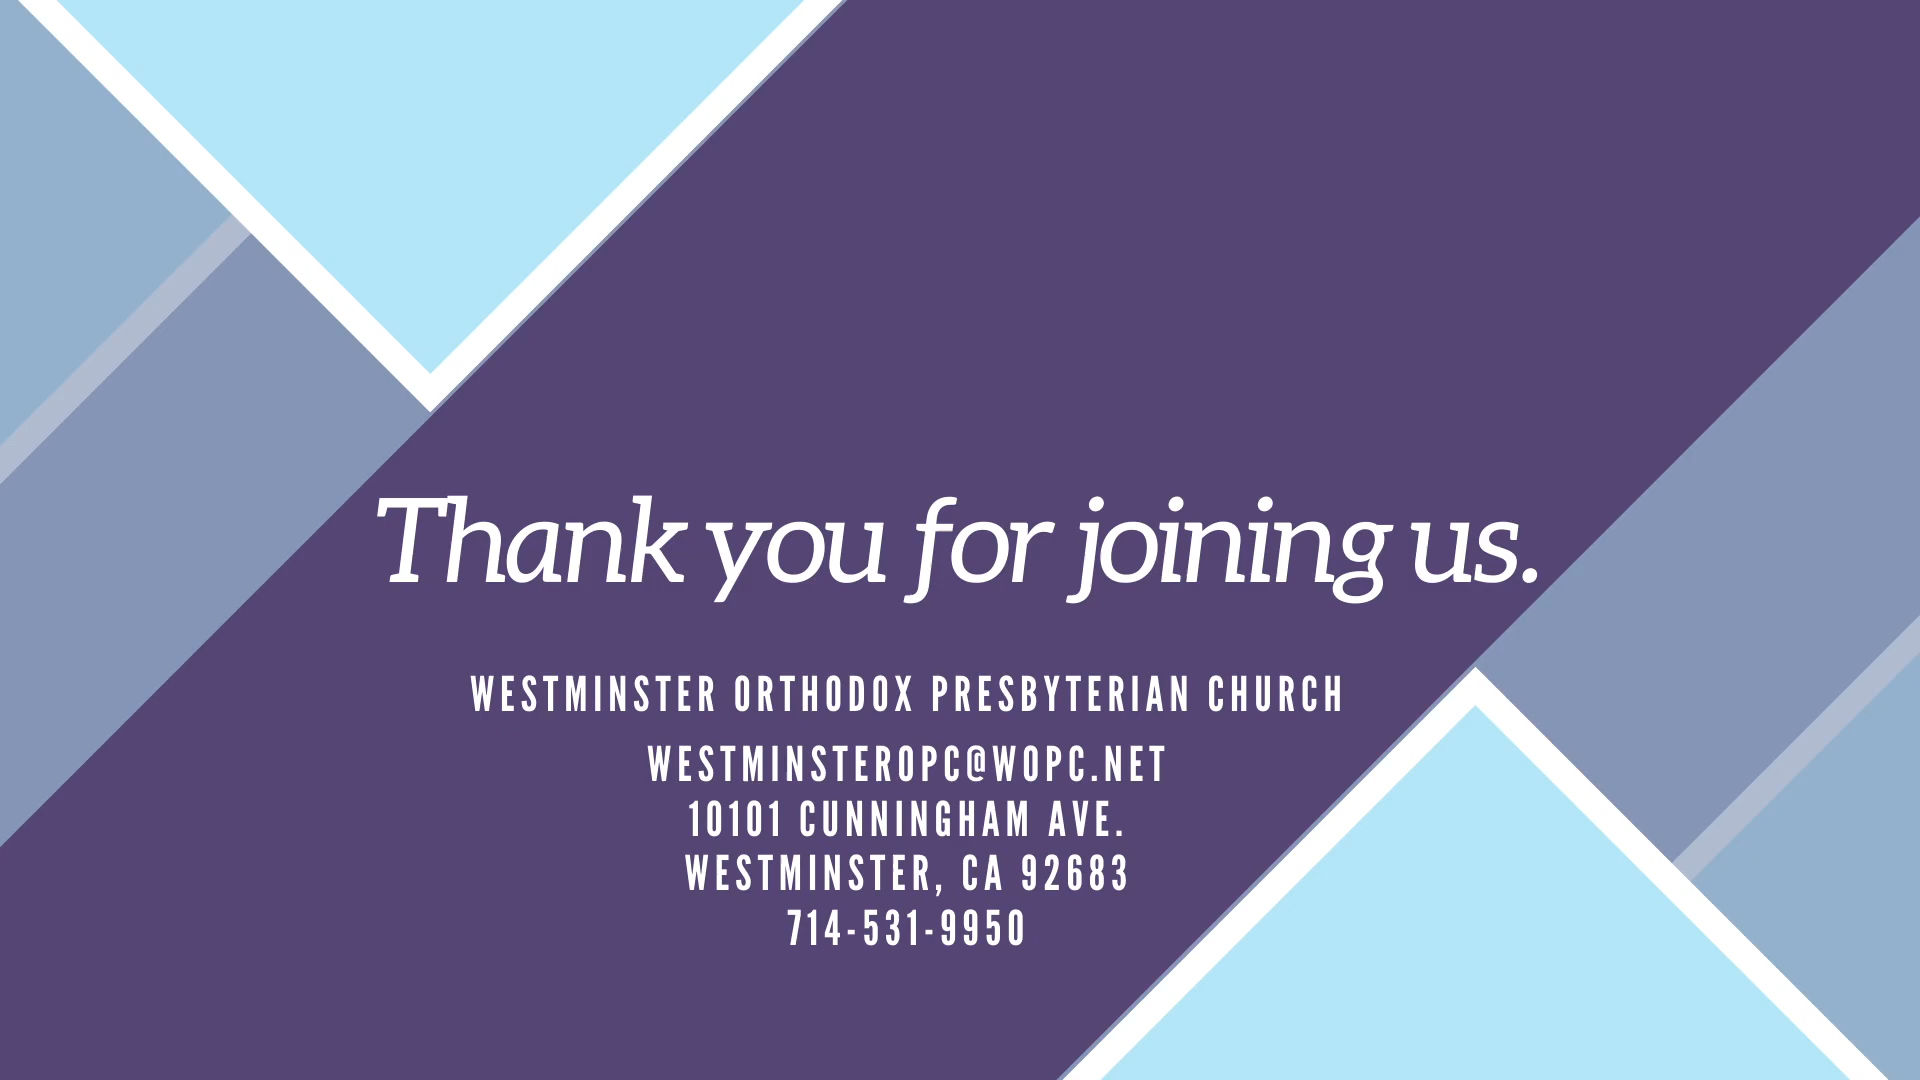 Thank you for joining us.
WESTMINSTER ORTHODOX PRESBYTERIAN CHURCH
WESTMINSTEROPC@WOPC.NET
10101 CUNNINGHAM AVE.
WESTMINSTER, CA 92683
714-531-9950